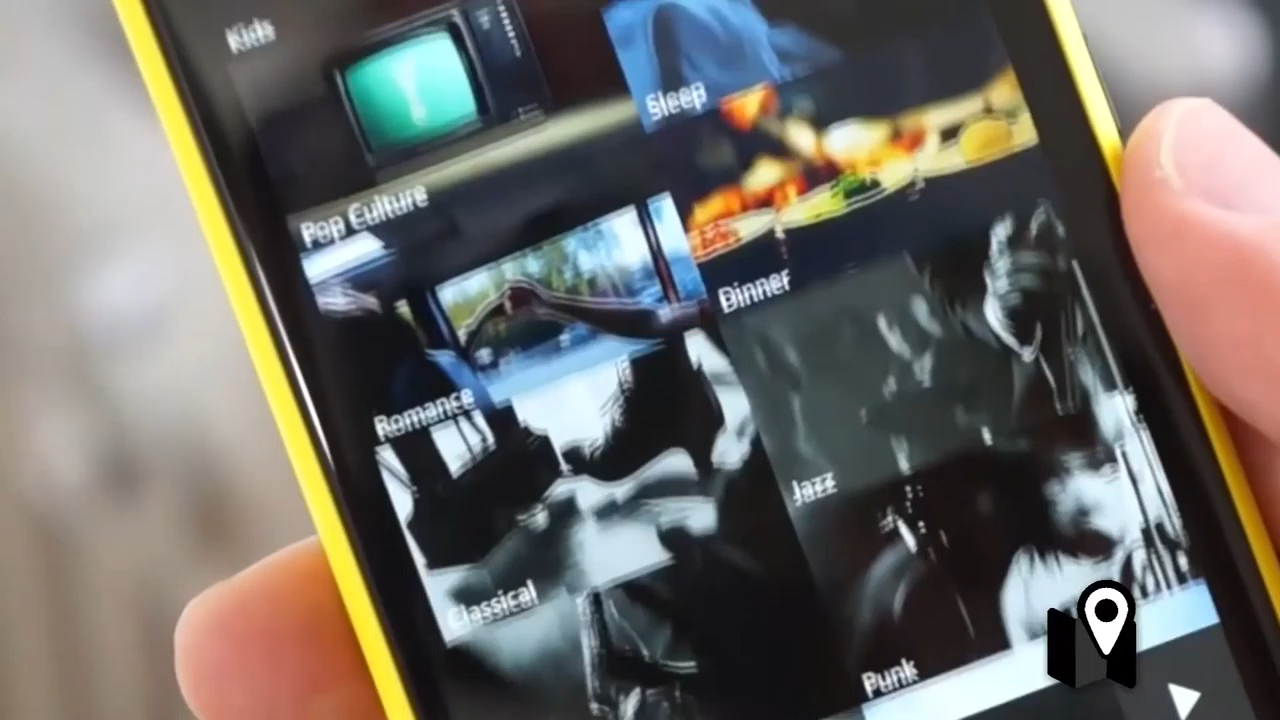 Kids
Sleep
Pop Culture
Dinner
Romance
Jazz
Classical
Punk